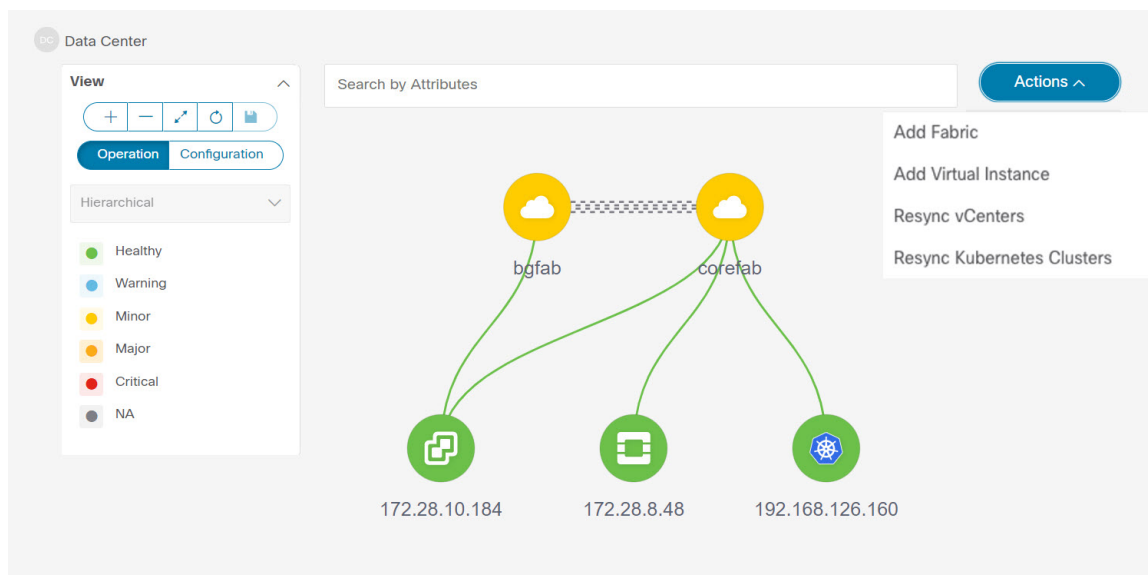 DC Data Center
View
Search by Attributes
Actions
Operation Configuration
Hierarchical
Healthy
Warning
Minor
Major
Critical
NA
Add Fabric
Add Virtual Instance
Resync vCenters
Resync Kubernetes Clusters
bgfab corefab
172.28.10.184 172.28.8.48 192.168.126.160